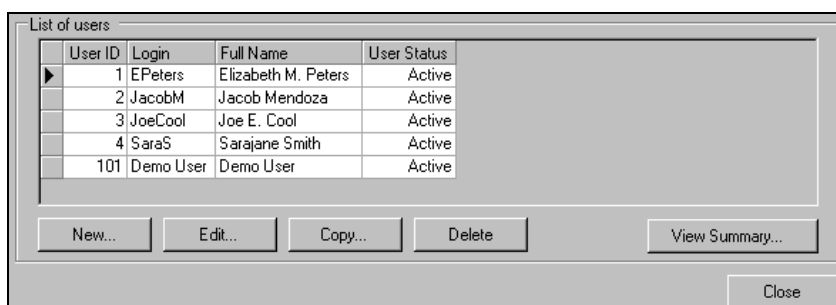 List of users
User ID Login Full Name User Status
1 EPeters Elizabeth M. Peters Active
2 JacobM Jacob Mendoza Active
3 JoeCool Joe E. Cool Active
4 SaraS Sarajane Smith Active
101 Demo User Demo User Active
New... Edit... Copy... Delete View Summary...
Close